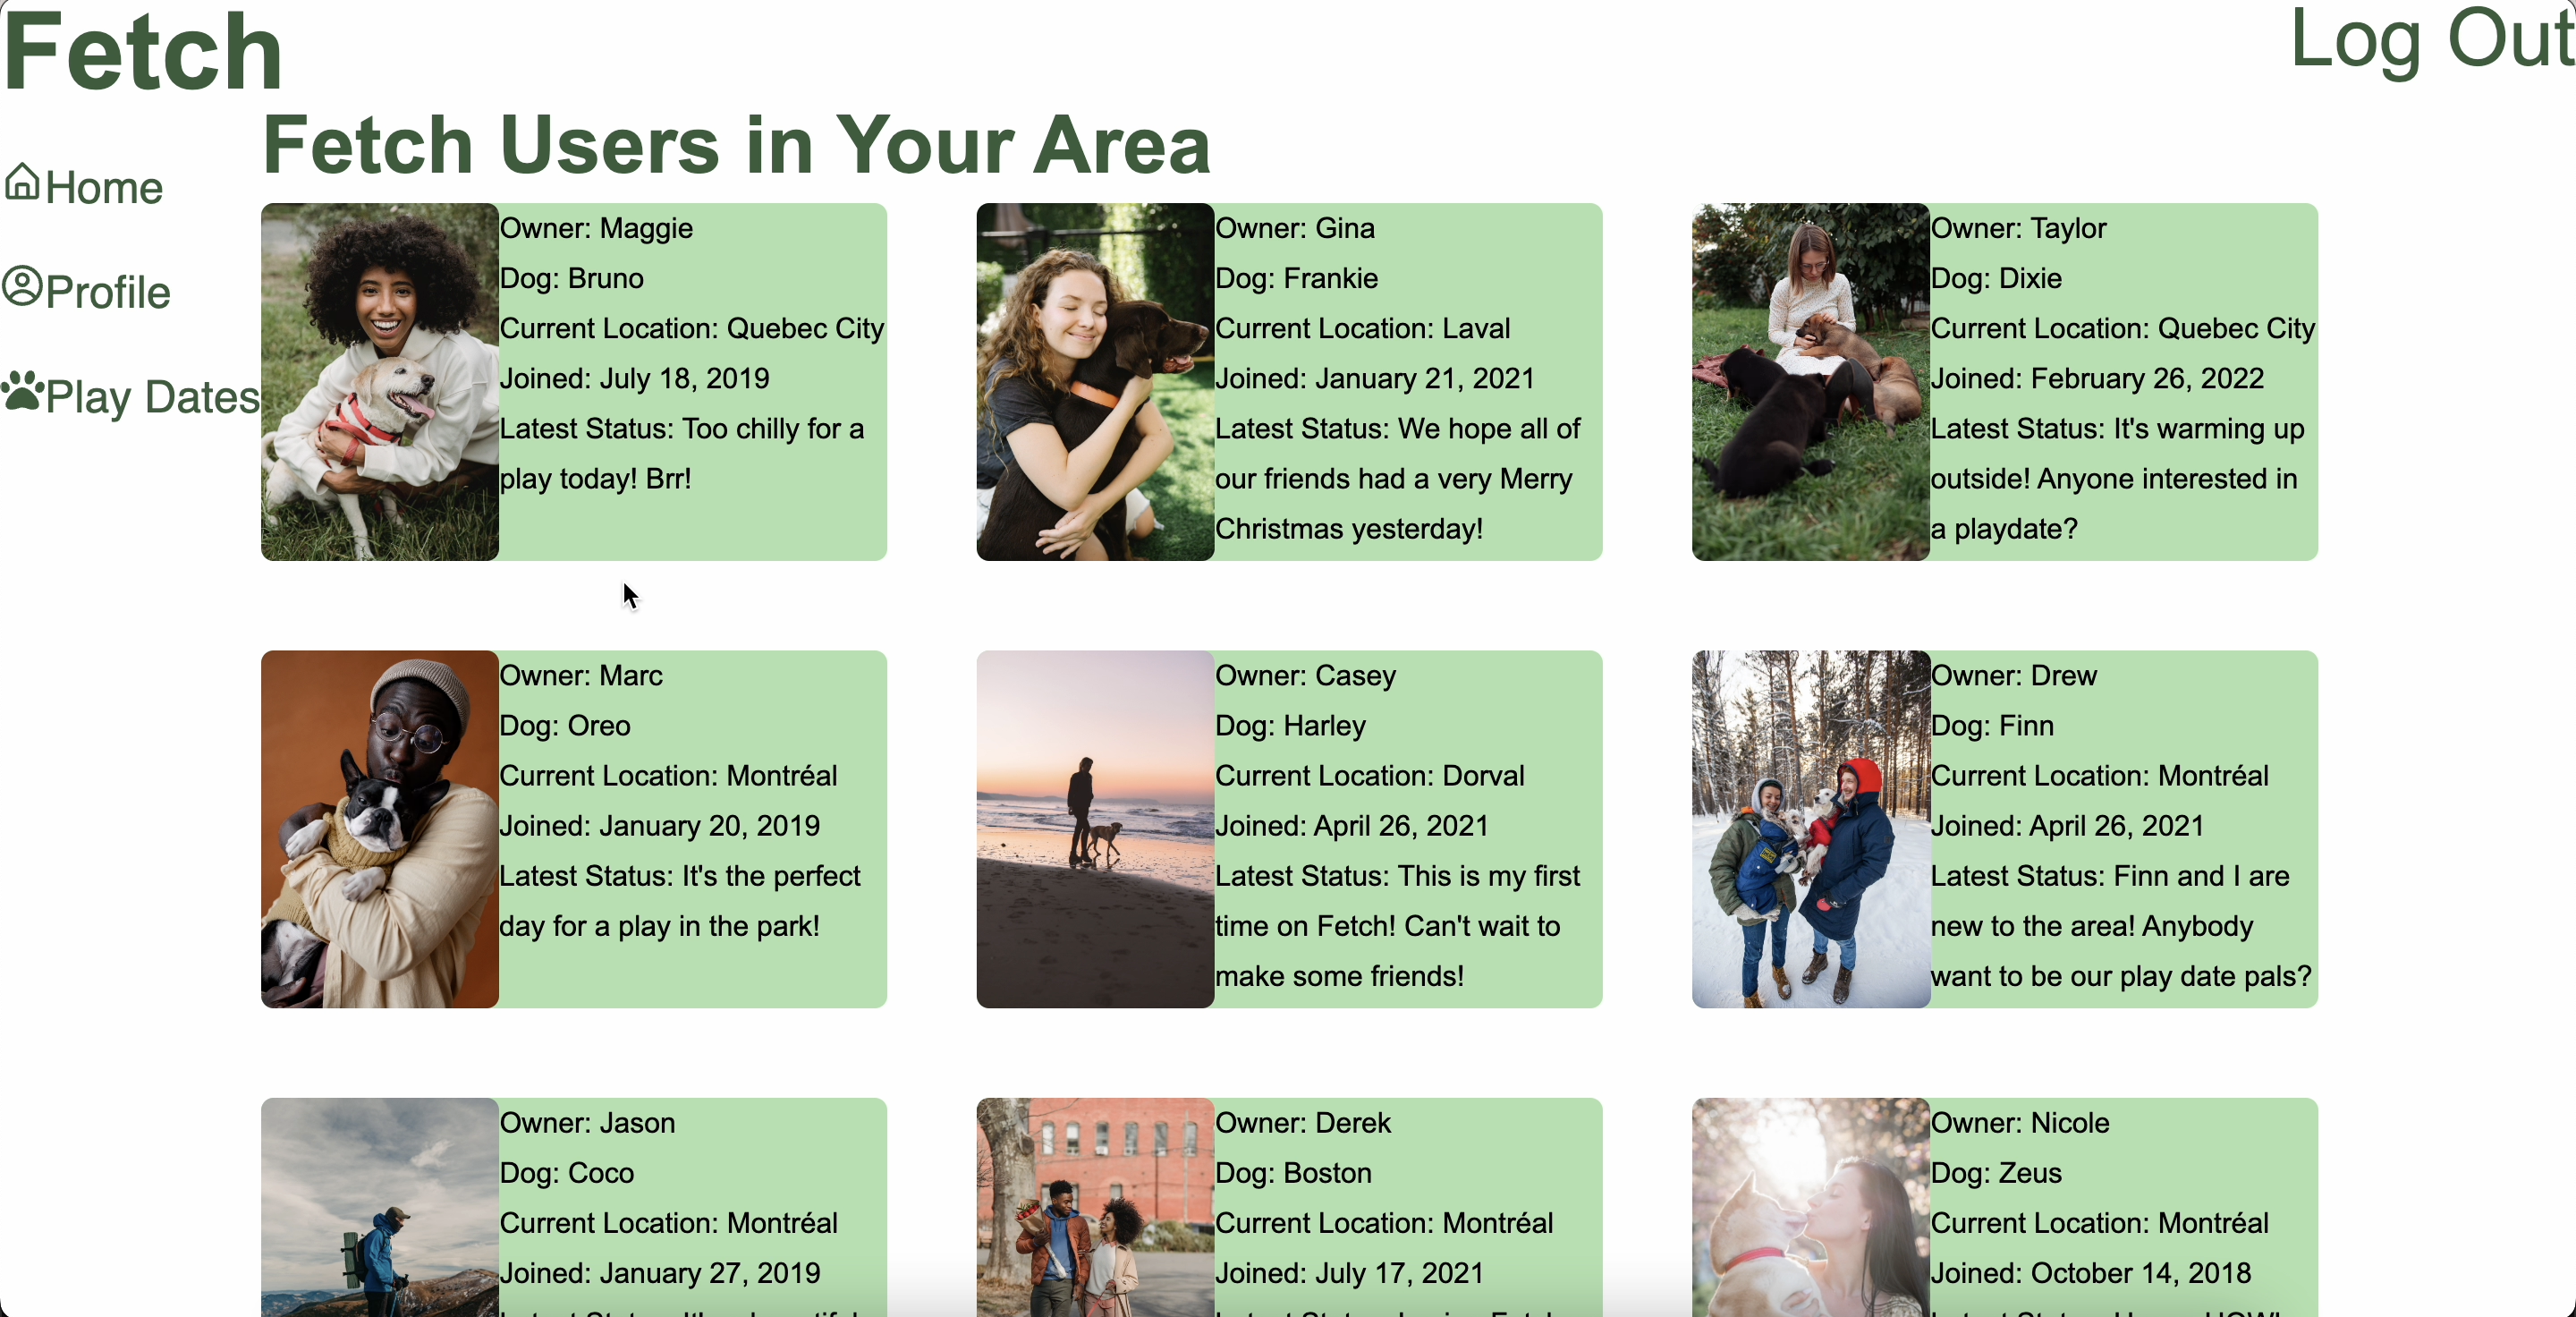 Fetch
Log Out
Home
Profile
Play Dates
Fetch Users in Your Area
Owner: Maggie
Dog: Bruno
Current Location: Quebec City
Joined: July 18, 2019
Latest Status: Too chilly for a
play today! Brr!
Owner: Gina
Dog: Frankie
Current Location: Laval
Joined: January 21, 2021
Latest Status: We hope all of
our friends had a very Merry
Christmas yesterday!
Owner: Taylor
Dog: Dixie
Current Location: Quebec City
Joined: February 26, 2022
Latest Status: It's warming up
outside! Anyone interested in
a playdate?
Owner: Marc
Dog: Oreo
Current Location: Montréal
Joined: January 20, 2019
Latest Status: It's the perfect
day for a play in the park!
Owner: Casey
Dog: Harley
Current Location: Dorval
Joined: April 26, 2021
Latest Status: This is my first
time on Fetch! Can't wait to
make some friends!
Owner: Drew
Dog: Finn
Current Location: Montréal
Joined: April 26, 2021
Latest Status: Finn and I are
new to the area! Anybody
want to be our play date pals?
Owner: Jason
Dog: Coco
Current Location: Montréal
Joined: January 27, 2019
Owner: Derek
Dog: Boston
Current Location: Montréal
Joined: July 17, 2021
Owner: Nicole
Dog: Zeus
Current Location: Montréal
Joined: October 14, 2018